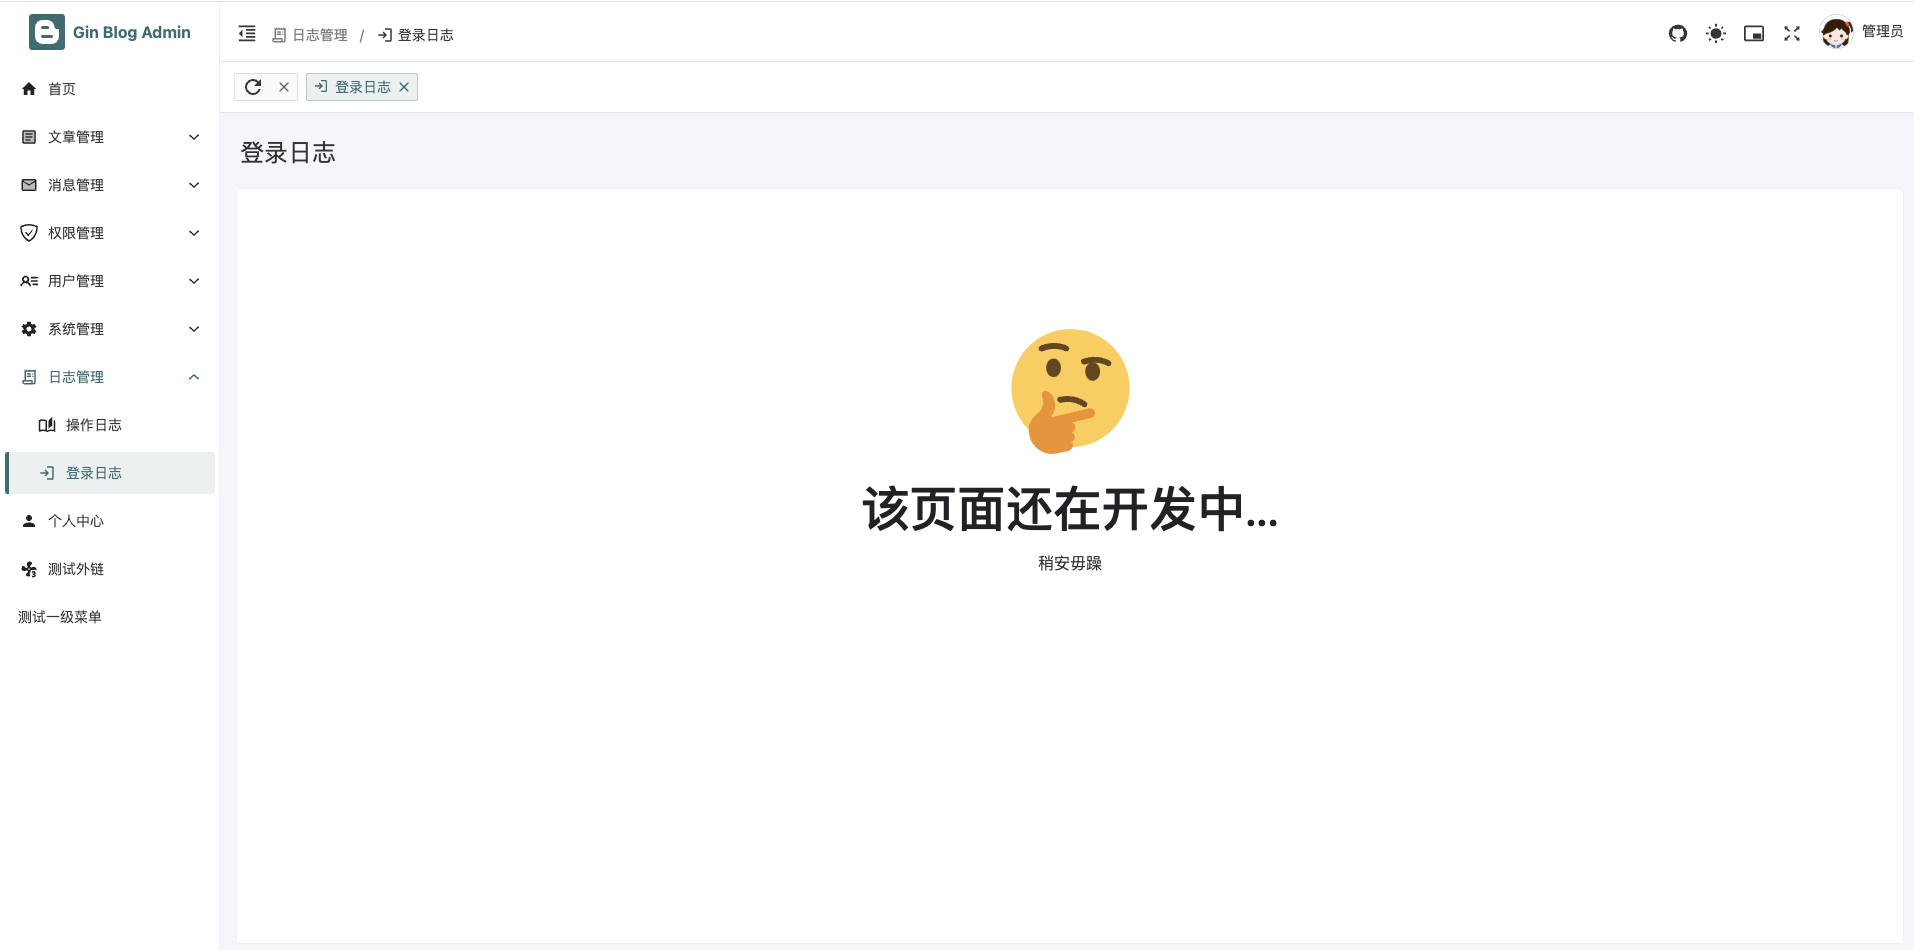 Gin Blog Admin
首页
文章管理
消息管理
权限管理
用户管理
系统管理
日志管理
操作日志
登录日志
个人中心
测试外链
测试一级菜单
日志管理 / 登录日志
管理员
登录日志
登录日志
该页面还在开发中...
稍安毋躁